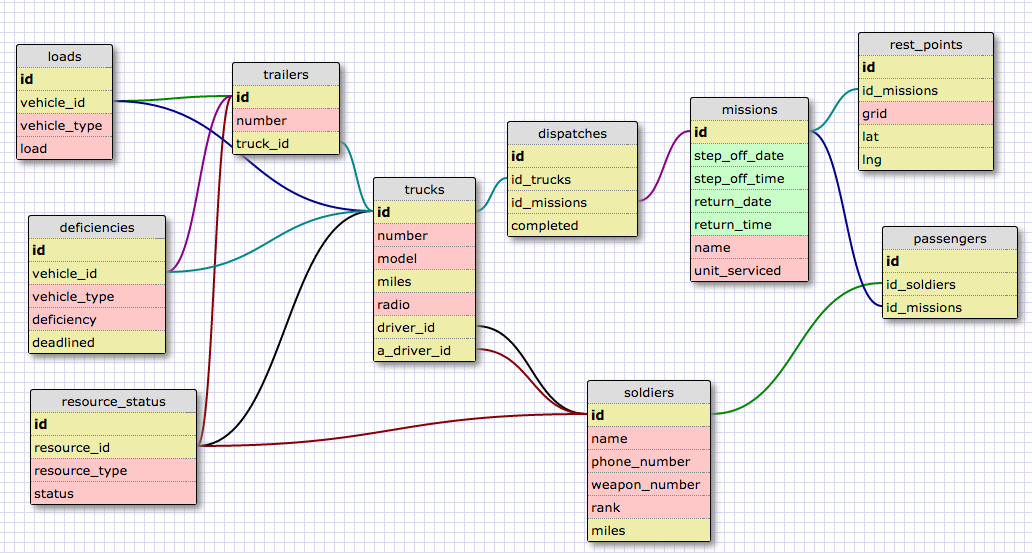 loads
id
vehicle_id
vehicle_type
load
trailers
id
number
truck_id
deficiencies
id
vehicle_id
vehicle_type
deficiency
deadlined
resource_status
id
resource_id
resource_type
status
trucks
id
number
model
miles
radio
driver_id
a_driver_id
dispatches
id
id_trucks
id_missions
completed
soldiers
id
name
phone_number
weapon_number
rank
miles
missions
id
step_off_date
step_off_time
return_date
return_time
name
unit_serviced
rest_points
id
id_missions
grid
lat
lng
passengers
id
id_soldiers
id_missions